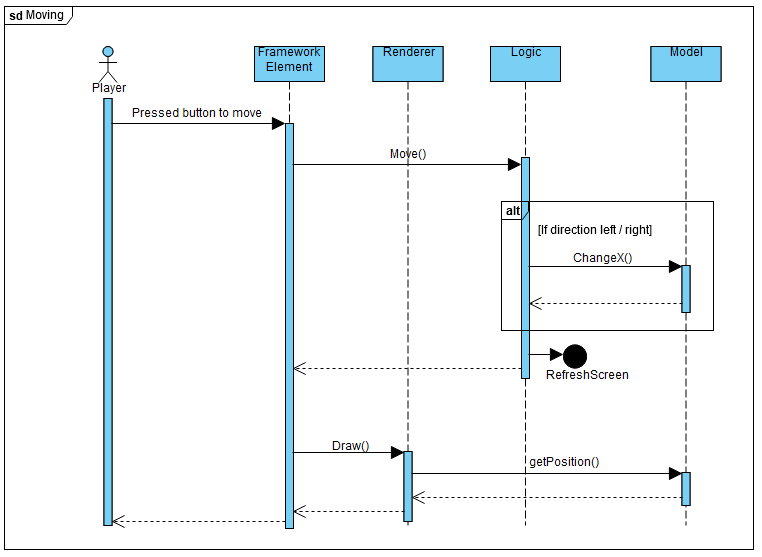 sd Moving
Framework
Element
Renderer
Logic
Model
Player
Pressed button to move
Move()
alt
[If direction left / right]
ChangeX()
RefreshScreen
Draw()
getPosition()